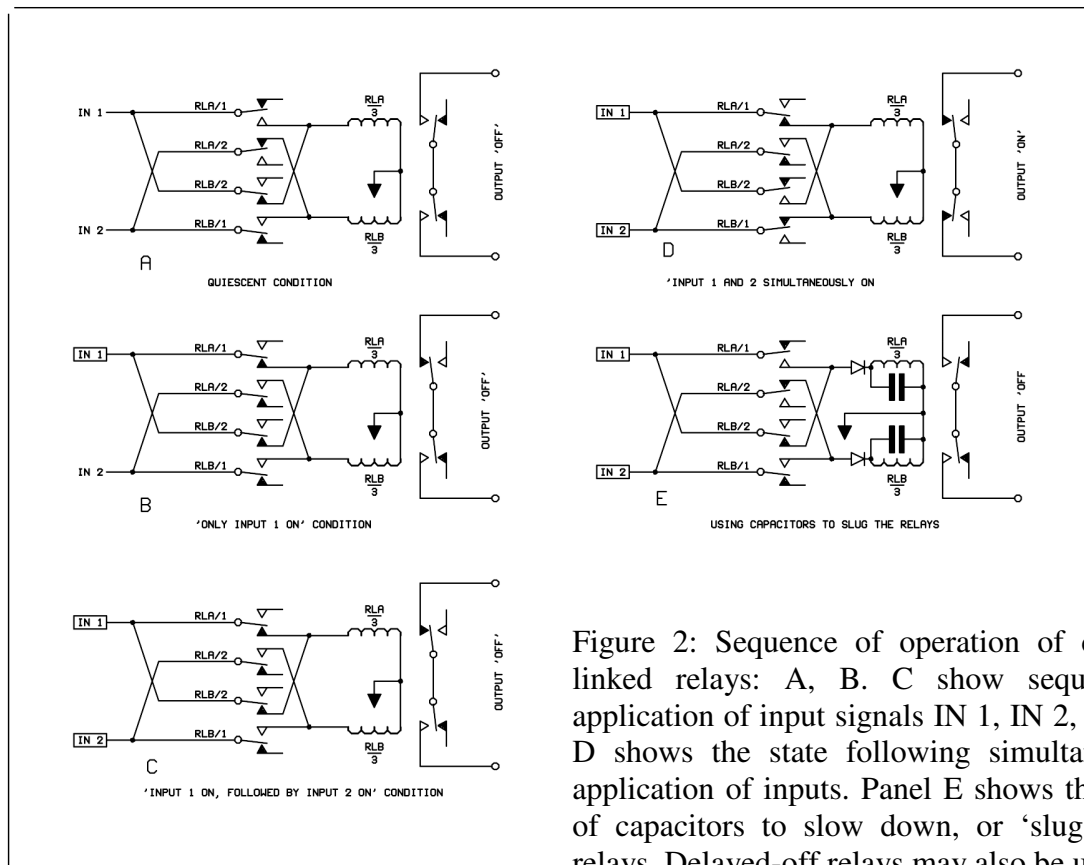 IN 1
RLA/1
RLA/2
RLB/2
IN 2
RLB/1
RLA
3
RLB
3
OUTPUT 'OFF'
A
QUIESCENT CONDITION
IN 1
RLA/1
RLA/2
RLB/2
IN 2
RLB/1
RLA
3
RLB
3
OUTPUT 'ON'
D
'INPUT 1 AND 2 SIMULTANEOUSLY ON
IN 1
RLA/1
RLA/2
RLB/2
IN 2
RLB/1
RLA
3
RLB
3
OUTPUT 'OFF'
B
'ONLY INPUT 1 ON' CONDITION
IN 1
RLA/1
RLA/2
RLB/2
IN 2
RLB/1
RLA
3
RLB
3
OUTPUT 'OFF
E
USING CAPACITORS TO SLUG THE RELAYS
IN 1
RLA/1
RLA/2
RLB/2
IN 2
RLB/1
RLA
3
RLB
3
OUTPUT 'OFF'
C
'INPUT 1 ON, FOLLOWED BY INPUT 2 ON' CONDITION
Figure 2: Sequence of operation of
linked relays: A, B. C show sequ
application of input signals IN 1, IN 2,
D shows the state following simulta
application of inputs. Panel E shows th
of capacitors to slow down, or 'slug
relays. Delayed-off relays may also be u